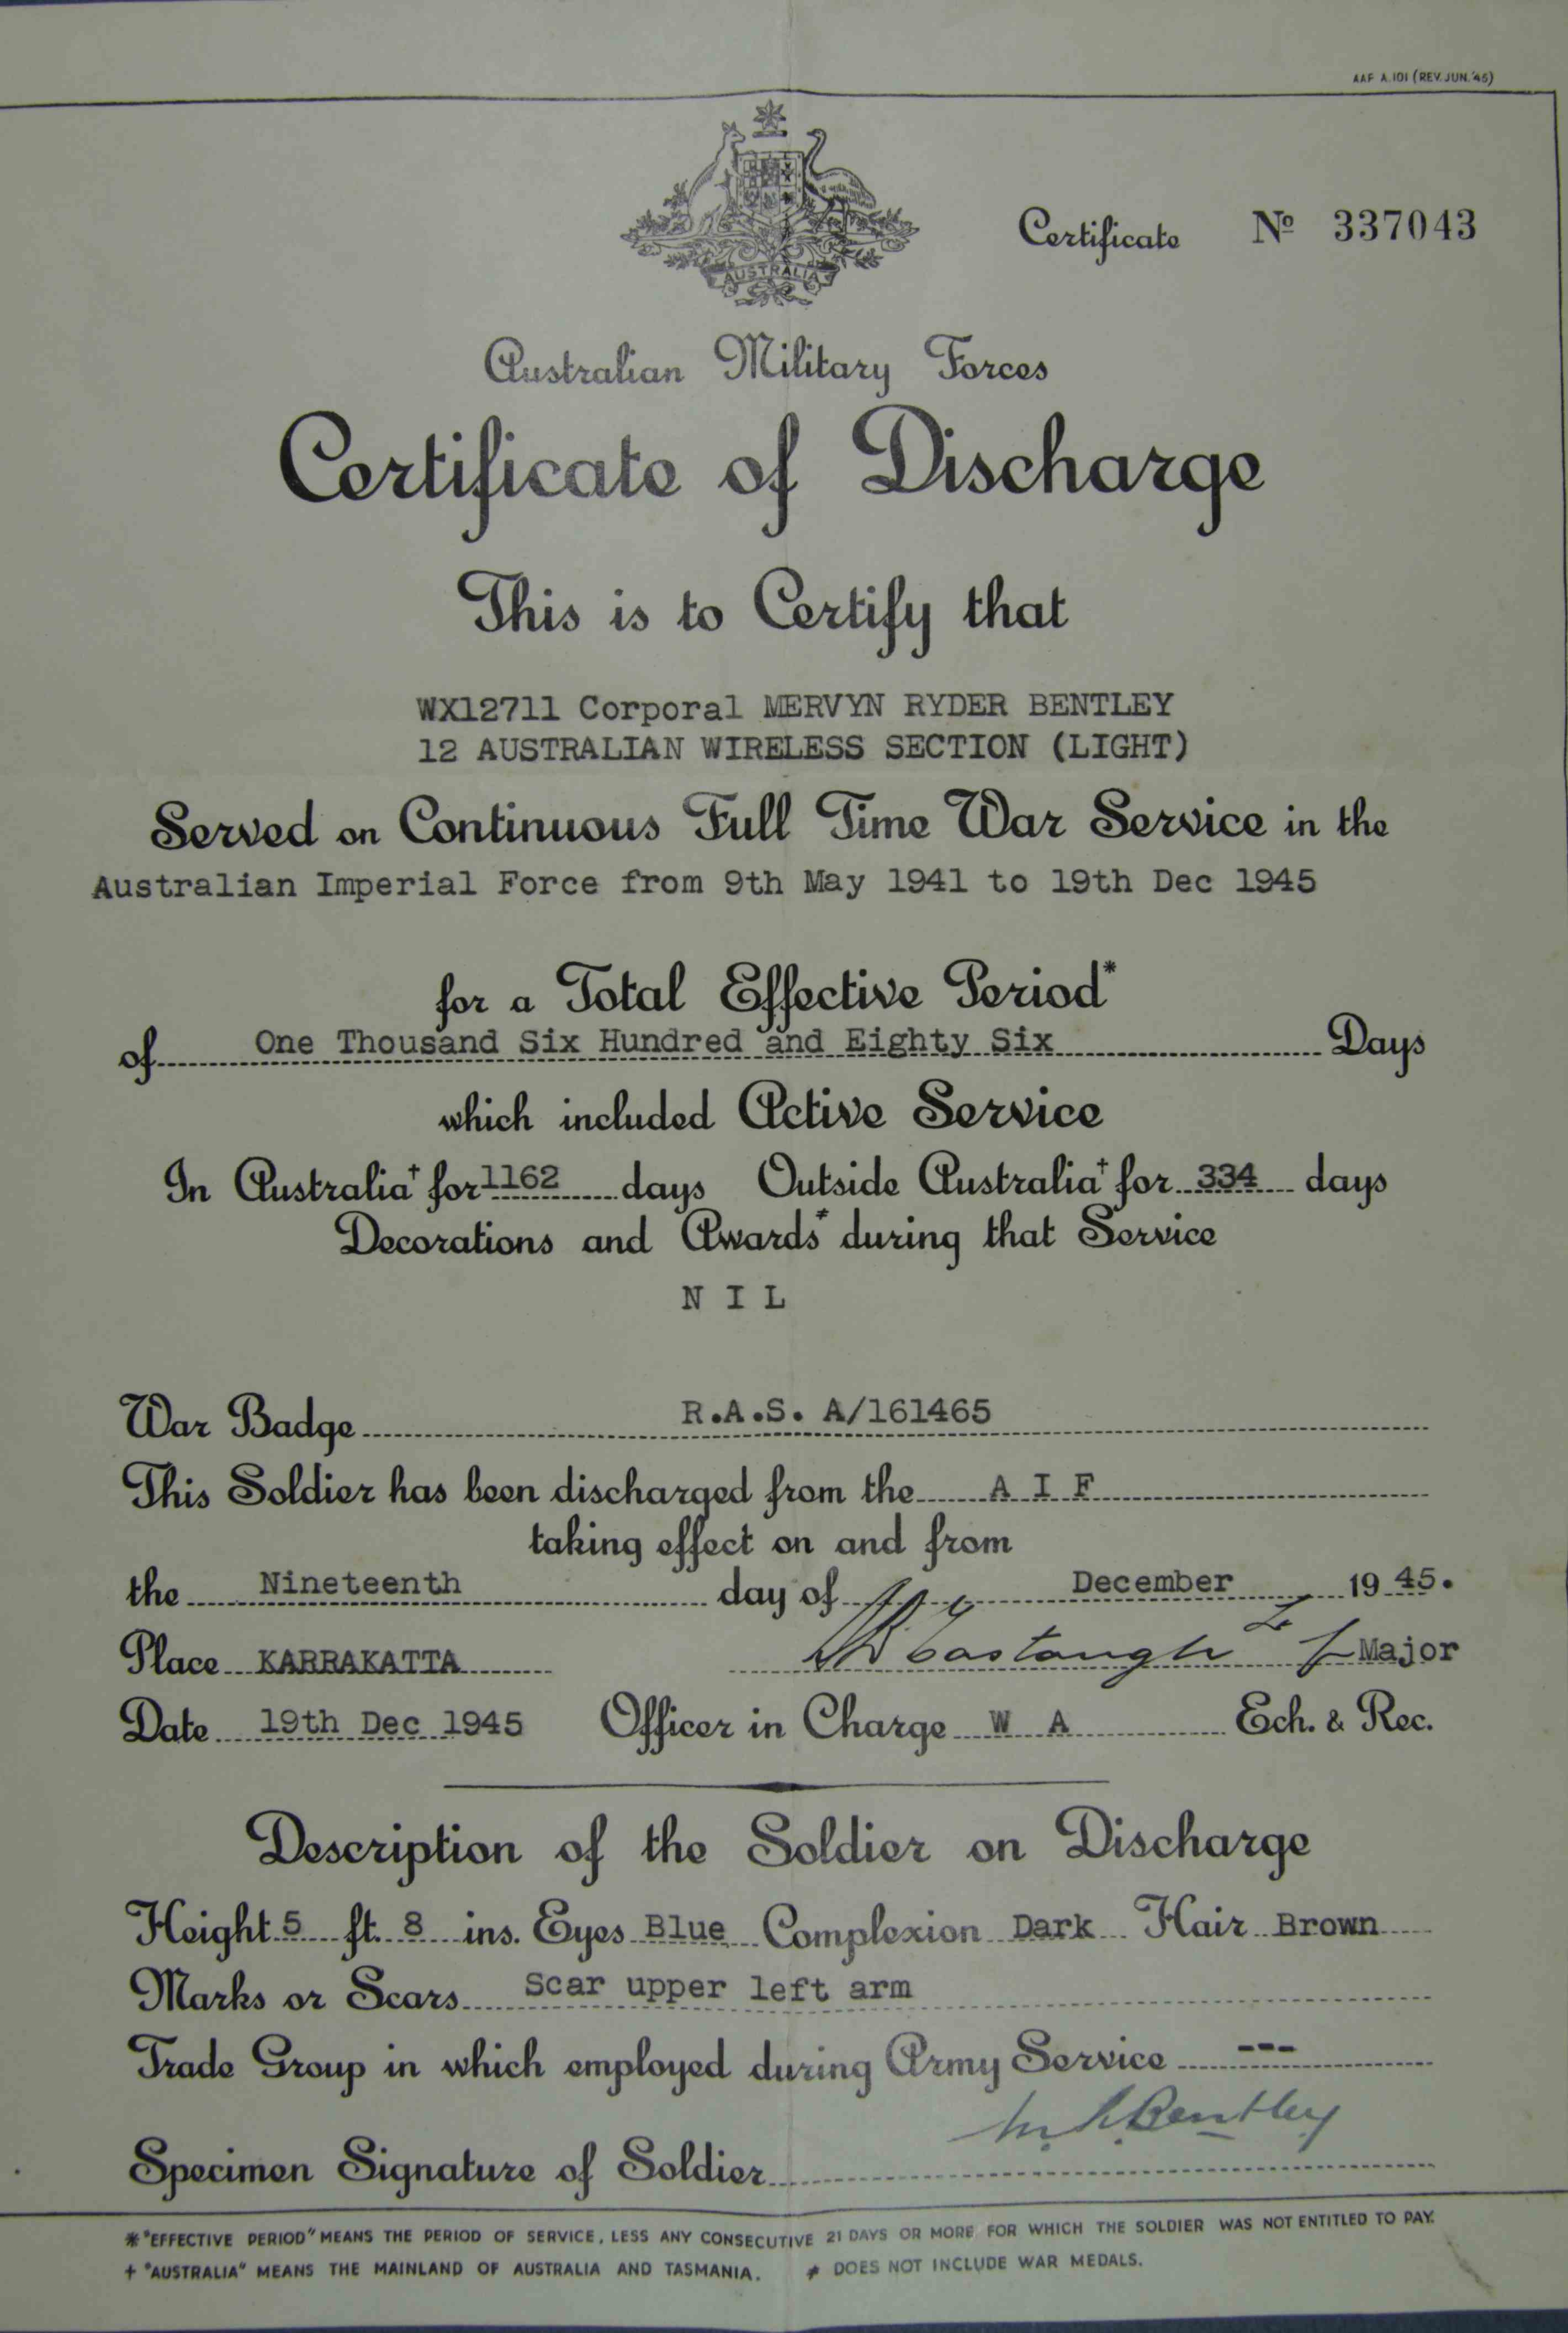 AAF A.101 (REV. JUN. '45)
AUSTRALIA
Certificate Nº 337043
Australian Military Forces
Certificate of Discharge
This is to Certify that
WX12711 Corporal MERVYN RYDER BENTLEY
12 AUSTRALIAN WIRELESS SECTION (LIGHT)
Served on Continuous Full Time War Service in the
Australian Imperial Force from 9th May 1941 to 19th Dec 1945
for a Total Effective Period*
of One Thousand Six Hundred and Eighty Six Days
which included Active Service
In Australia† for 1162 days Outside Australia† for 334 days
Decorations and Awards≠ during that Service
N I L
War Badge R.A.S. A/161465
This Soldier has been discharged from the A I F
taking effect on and from
the Nineteenth day of December 19 45.
Place KARRAKATTA Major
Date 19th Dec 1945 Officer in Charge W A Ech. & Rec.
Description of the Soldier on Discharge
Height 5 ft. 8 ins. Eyes Blue Complexion Dark Hair Brown
Marks or Scars Scar upper left arm
Trade Group in which employed during Army Service ---
M. R. Bentley
Specimen Signature of Soldier
* "EFFECTIVE PERIOD" MEANS THE PERIOD OF SERVICE, LESS ANY CONSECUTIVE 21 DAYS OR MORE FOR WHICH THE SOLDIER WAS NOT ENTITLED TO PAY.
+ "AUSTRALIA" MEANS THE MAINLAND OF AUSTRALIA AND TASMANIA. ≠ DOES NOT INCLUDE WAR MEDALS.